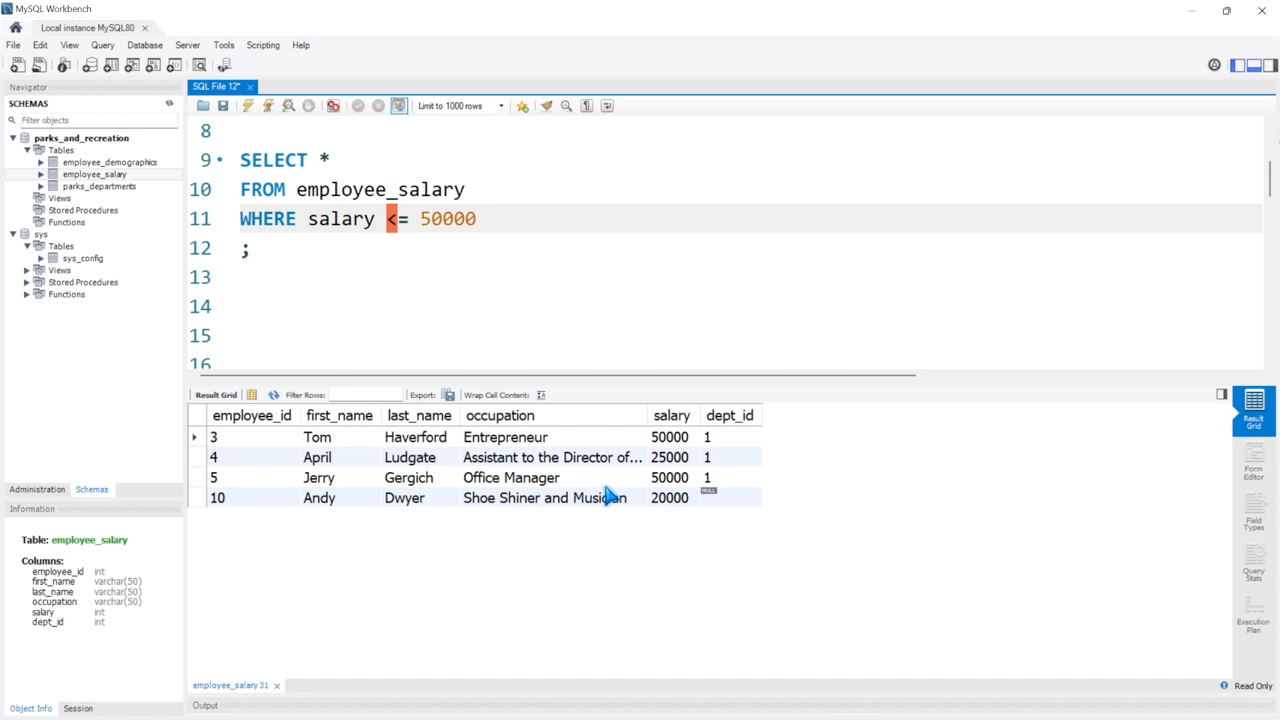 MySQL Workbench
Local instance MySQL80
File Edit View Query Database Server Tools Scripting Help
Navigator
SCHEMAS
Filter objects
parks_and_recreation
Tables
employee_demographics
employee_salary
parks_departments
Views
Stored Procedures
Functions
sys
Tables
sys_config
Views
Stored Procedures
Functions
Administration Schemas
Information
Table: employee_salary
Columns:
employee_id int
first_name varchar(50)
last_name varchar(50)
occupation varchar(50)
salary int
dept_id int
Object Info Session
SQL File 12*
Limit to 1000 rows
8
9 SELECT *
10 FROM employee_salary
11 WHERE salary <= 50000
12 ;
13
14
15
16
Result Grid Filter Rows: Export: Wrap Cell Content:
employee_id first_name last_name occupation salary dept_id
3 Tom Haverford Entrepreneur 50000 1
4 April Ludgate Assistant to the Director of... 25000 1
5 Jerry Gergich Office Manager 50000 1
10 Andy Dwyer Shoe Shiner and Musician 20000 NULL
Result
Grid
Form
Editor
Field
Types
Query
Stats
Execution
Plan
employee_salary 31
Read Only
Output